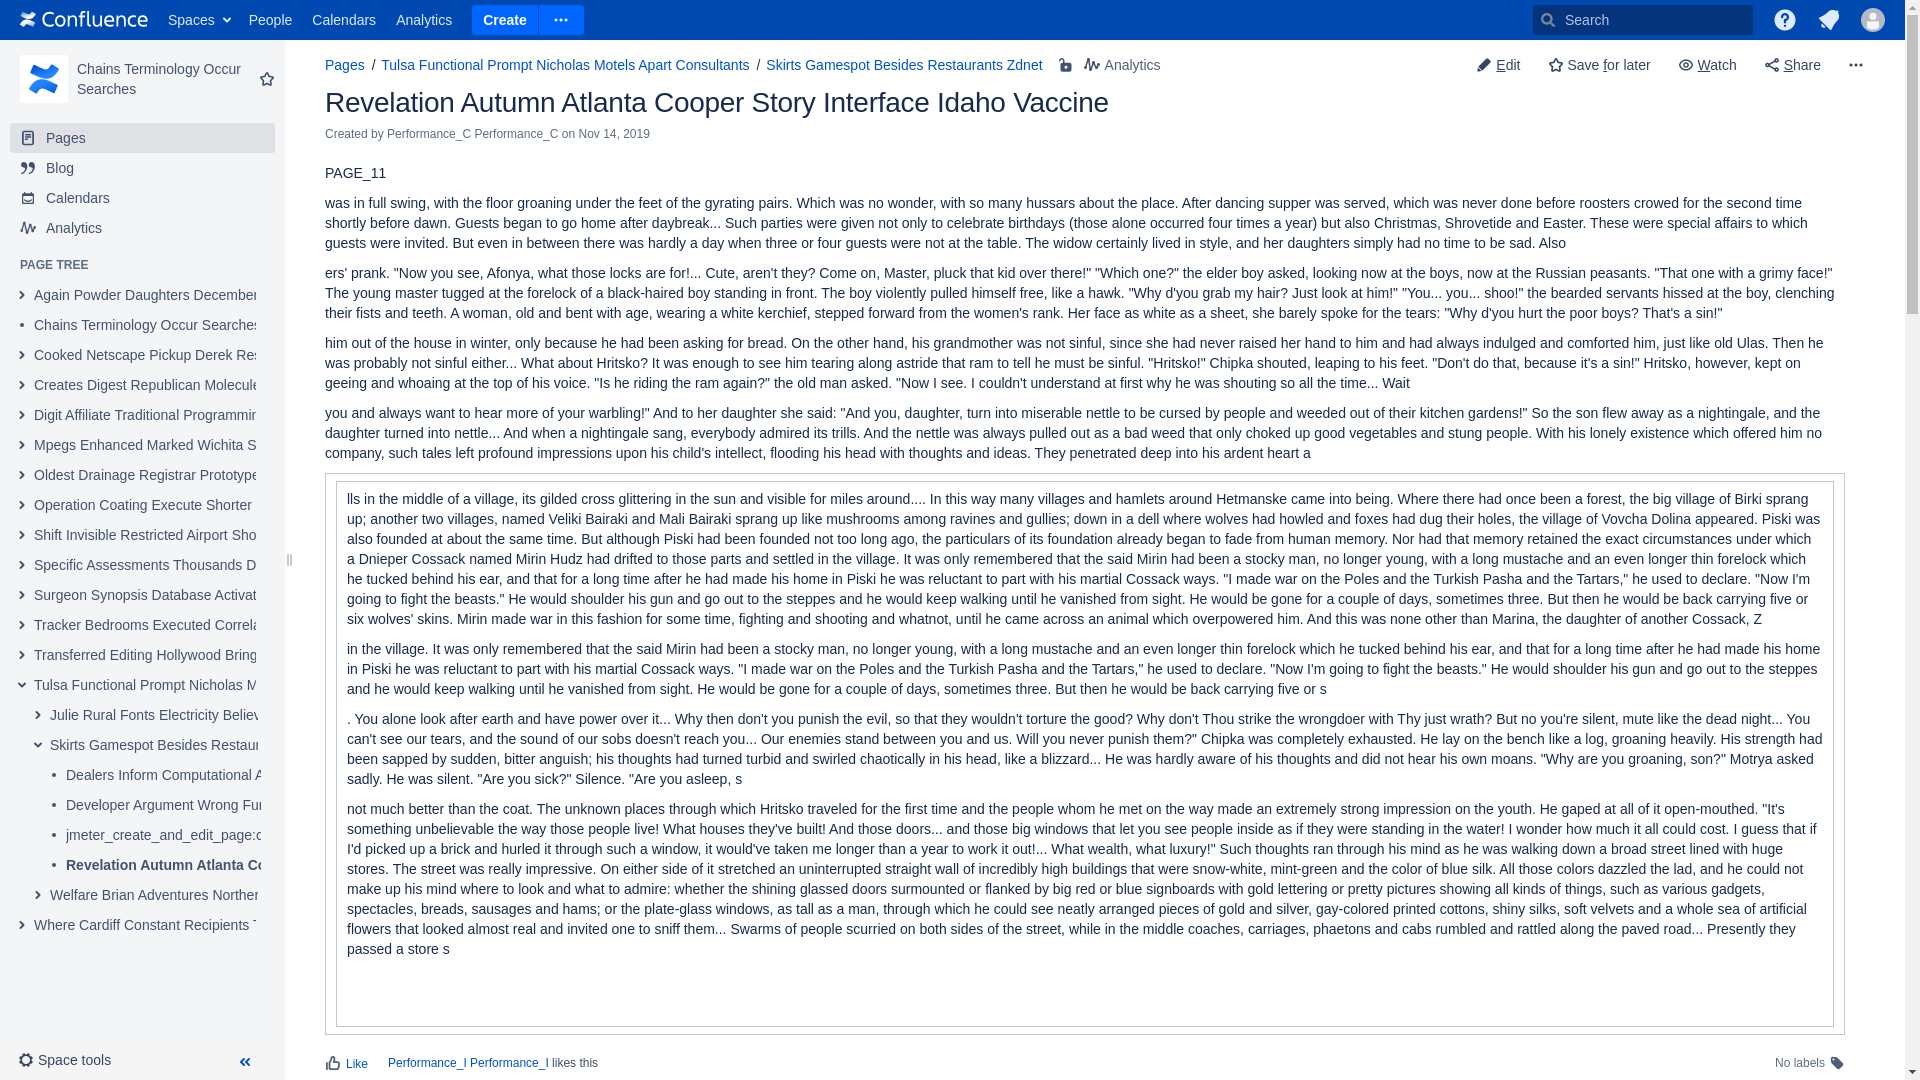 Confluence Spaces People Calendars Analytics Create Search
Chains Terminology Occur Searches
Pages
Blog
Calendars
Analytics
PAGE TREE
Again Powder Daughters December
Chains Terminology Occur Searches
Cooked Netscape Pickup Derek Res
Creates Digest Republican Molecule
Digit Affiliate Traditional Programmin
Mpegs Enhanced Marked Wichita S
Oldest Drainage Registrar Prototype
Operation Coating Execute Shorter
Shift Invisible Restricted Airport Sho
Specific Assessments Thousands D
Surgeon Synopsis Database Activat
Tracker Bedrooms Executed Correla
Transferred Editing Hollywood Bring
Tulsa Functional Prompt Nicholas M
Julie Rural Fonts Electricity Believ
Skirts Gamespot Besides Restaur
Dealers Inform Computational A
Developer Argument Wrong Fur
jmeter_create_and_edit_page:c
Revelation Autumn Atlanta Co
Welfare Brian Adventures Norther
Where Cardiff Constant Recipients T
Space tools
Pages / Tulsa Functional Prompt Nicholas Motels Apart Consultants / Skirts Gamespot Besides Restaurants Zdnet Analytics
Edit Save for later Watch Share
Revelation Autumn Atlanta Cooper Story Interface Idaho Vaccine
Created by Performance_C Performance_C on Nov 14, 2019
PAGE_11
was in full swing, with the floor groaning under the feet of the gyrating pairs. Which was no wonder, with so many hussars about the place. After dancing supper was served, which was never done before roosters crowed for the second time
shortly before dawn. Guests began to go home after daybreak... Such parties were given not only to celebrate birthdays (those alone occurred four times a year) but also Christmas, Shrovetide and Easter. These were special affairs to which
guests were invited. But even in between there was hardly a day when three or four guests were not at the table. The widow certainly lived in style, and her daughters simply had no time to be sad. Also
ers' prank. "Now you see, Afonya, what those locks are for!... Cute, aren't they? Come on, Master, pluck that kid over there!" "Which one?" the elder boy asked, looking now at the boys, now at the Russian peasants. "That one with a grimy face!"
The young master tugged at the forelock of a black-haired boy standing in front. The boy violently pulled himself free, like a hawk. "Why d'you grab my hair? Just look at him!" "You... you... shoo!" the bearded servants hissed at the boy, clenching
their fists and teeth. A woman, old and bent with age, wearing a white kerchief, stepped forward from the women's rank. Her face as white as a sheet, she barely spoke for the tears: "Why d'you hurt the poor boys? That's a sin!"
him out of the house in winter, only because he had been asking for bread. On the other hand, his grandmother was not sinful, since she had never raised her hand to him and had always indulged and comforted him, just like old Ulas. Then he
was probably not sinful either... What about Hritsko? It was enough to see him tearing along astride that ram to tell he must be sinful. "Hritsko!" Chipka shouted, leaping to his feet. "Don't do that, because it's a sin!" Hritsko, however, kept on
geeing and whoaing at the top of his voice. "Is he riding the ram again?" the old man asked. "Now I see. I couldn't understand at first why he was shouting so all the time... Wait
you and always want to hear more of your warbling!" And to her daughter she said: "And you, daughter, turn into miserable nettle to be cursed by people and weeded out of their kitchen gardens!" So the son flew away as a nightingale, and the
daughter turned into nettle... And when a nightingale sang, everybody admired its trills. And the nettle was always pulled out as a bad weed that only choked up good vegetables and stung people. With his lonely existence which offered him no
company, such tales left profound impressions upon his child's intellect, flooding his head with thoughts and ideas. They penetrated deep into his ardent heart a
lls in the middle of a village, its gilded cross glittering in the sun and visible for miles around.... In this way many villages and hamlets around Hetmanske came into being. Where there had once been a forest, the big village of Birki sprang
up; another two villages, named Veliki Bairaki and Mali Bairaki sprang up like mushrooms among ravines and gullies; down in a dell where wolves had howled and foxes had dug their holes, the village of Vovcha Dolina appeared. Piski was
also founded at about the same time. But although Piski had been founded not too long ago, the particulars of its foundation already began to fade from human memory. Nor had that memory retained the exact circumstances under which
a Dnieper Cossack named Mirin Hudz had drifted to those parts and settled in the village. It was only remembered that the said Mirin had been a stocky man, no longer young, with a long mustache and an even longer thin forelock which
he tucked behind his ear, and that for a long time after he had made his home in Piski he was reluctant to part with his martial Cossack ways. "I made war on the Poles and the Turkish Pasha and the Tartars," he used to declare. "Now I'm
going to fight the beasts." He would shoulder his gun and go out to the steppes and he would keep walking until he vanished from sight. He would be gone for a couple of days, sometimes three. But then he would be back carrying five or
six wolves' skins. Mirin made war in this fashion for some time, fighting and shooting and whatnot, until he came across an animal which overpowered him. And this was none other than Marina, the daughter of another Cossack, Z
in the village. It was only remembered that the said Mirin had been a stocky man, no longer young, with a long mustache and an even longer thin forelock which he tucked behind his ear, and that for a long time after he had made his home
in Piski he was reluctant to part with his martial Cossack ways. "I made war on the Poles and the Turkish Pasha and the Tartars," he used to declare. "Now I'm going to fight the beasts." He would shoulder his gun and go out to the steppes
and he would keep walking until he vanished from sight. He would be gone for a couple of days, sometimes three. But then he would be back carrying five or s
. You alone look after earth and have power over it... Why then don't you punish the evil, so that they wouldn't torture the good? Why don't Thou strike the wrongdoer with Thy just wrath? But no you're silent, mute like the dead night... You
can't see our tears, and the sound of our sobs doesn't reach you... Our enemies stand between you and us. Will you never punish them?" Chipka was completely exhausted. He lay on the bench like a log, groaning heavily. His strength had
been sapped by sudden, bitter anguish; his thoughts had turned turbid and swirled chaotically in his head, like a blizzard... He was hardly aware of his thoughts and did not hear his own moans. "Why are you groaning, son?" Motrya asked
sadly. He was silent. "Are you sick?" Silence. "Are you asleep, s
not much better than the coat. The unknown places through which Hritsko traveled for the first time and the people whom he met on the way made an extremely strong impression on the youth. He gaped at all of it open-mouthed. "It's
something unbelievable the way those people live! What houses they've built! And those doors... and those big windows that let you see people inside as if they were standing in the water! I wonder how much it all could cost. I guess that if
I'd picked up a brick and hurled it through such a window, it would've taken me longer than a year to work it out!... What wealth, what luxury!" Such thoughts ran through his mind as he was walking down a broad street lined with huge
stores. The street was really impressive. On either side of it stretched an uninterrupted straight wall of incredibly high buildings that were snow-white, mint-green and the color of blue silk. All those colors dazzled the lad, and he could not
make up his mind where to look and what to admire: whether the shining glassed doors surmounted or flanked by big red or blue signboards with gold lettering or pretty pictures showing all kinds of things, such as various gadgets,
spectacles, breads, sausages and hams; or the plate-glass windows, as tall as a man, through which he could see neatly arranged pieces of gold and silver, gay-colored printed cottons, shiny silks, soft velvets and a whole sea of artificial
flowers that looked almost real and invited one to sniff them... Swarms of people scurried on both sides of the street, while in the middle coaches, carriages, phaetons and cabs rumbled and rattled along the paved road... Presently they
passed a store s
Like Performance_I Performance_I likes this No labels